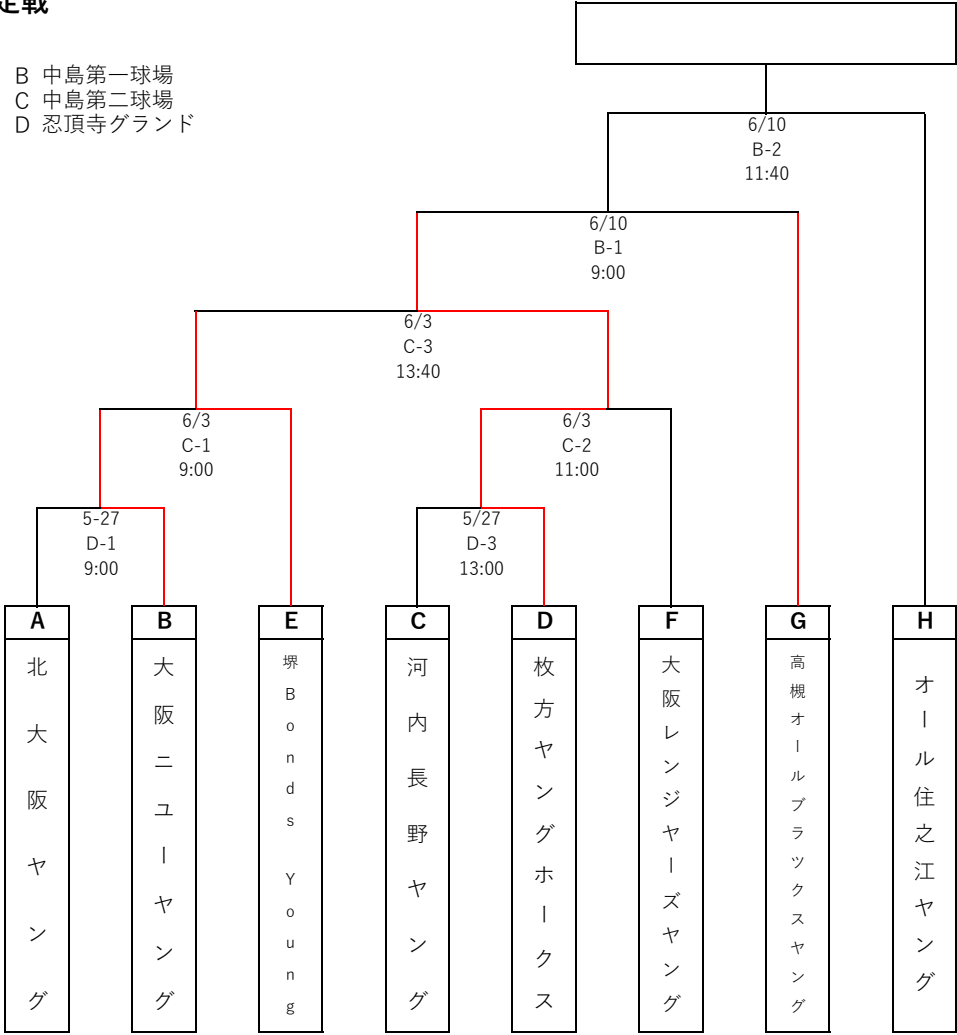 定戦
B 中島第一球場
C 中島第二球場
D 忍頂寺グランド
6/10
B-2
11:40
6/10
B-1
9:00
6/3
C-3
13:40
6/3
C-1
9:00
6/3
C-2
11:00
5-27
D-1
9:00
5/27
D-3
13:00
A
北大阪ヤング
B
大阪ニューヤング
E
堺Bonds Young
C
河内長野ヤング
D
枚方ヤングホークス
F
大阪レンジャーズヤング
G
高槻オールブラックスヤング
H
オール住之江ヤング